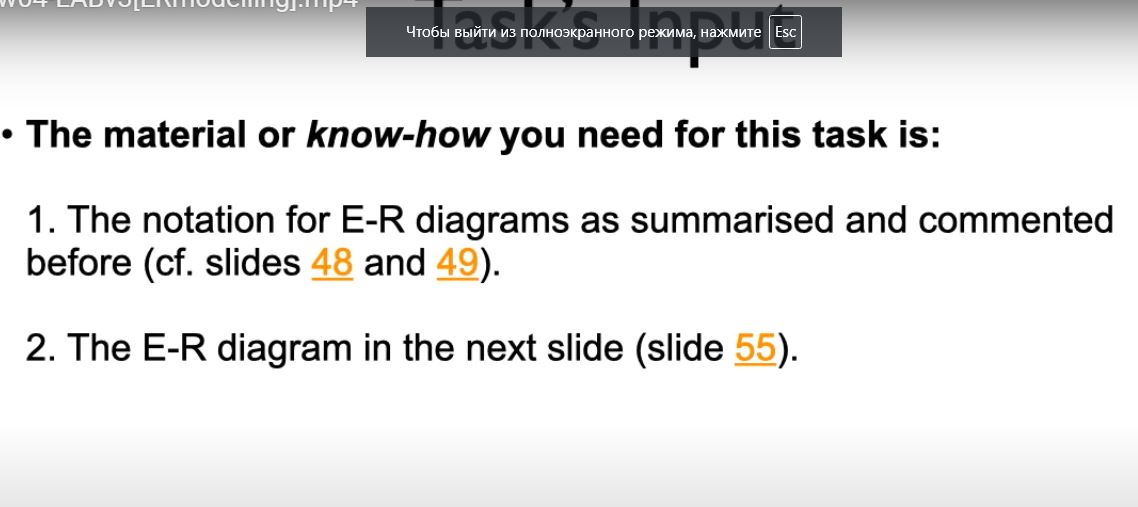 LABv3[ERmodelling].mp4
Task's Input
Чтобы выйти из полноэкранного режима, нажмите Esc
• The material or know-how you need for this task is:
1. The notation for E-R diagrams as summarised and commented
before (cf. slides 48 and 49).
2. The E-R diagram in the next slide (slide 55).